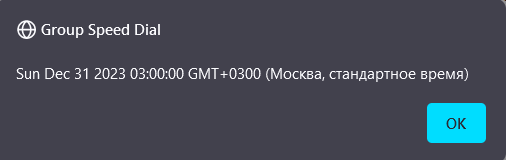 Group Speed Dial
Sun Dec 31 2023 03:00:00 GMT+0300 (Москва, стандартное время)
OK